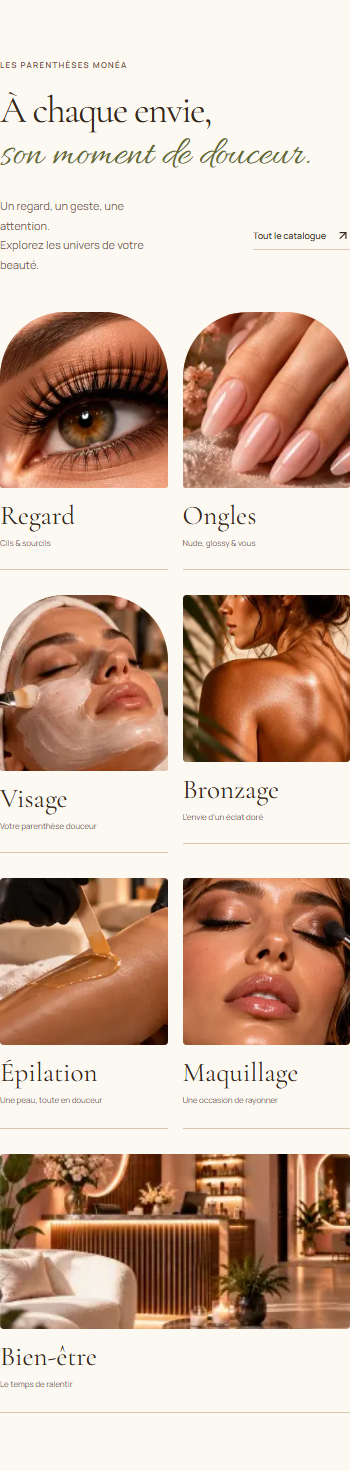 LES PARENTHÈSES MONÉA
À chaque envie,
son moment de douceur.
Un regard, un geste, une
attention.
Explorez les univers de votre
beauté.
Tout le catalogue
Regard
Cils & sourcils
Ongles
Nude, glossy & vous
Visage
Votre parenthèse douceur
Bronzage
L'envie d'un éclat doré
Épilation
Une peau, toute en douceur
Maquillage
Une occasion de rayonner
Bien-être
Le temps de ralentir